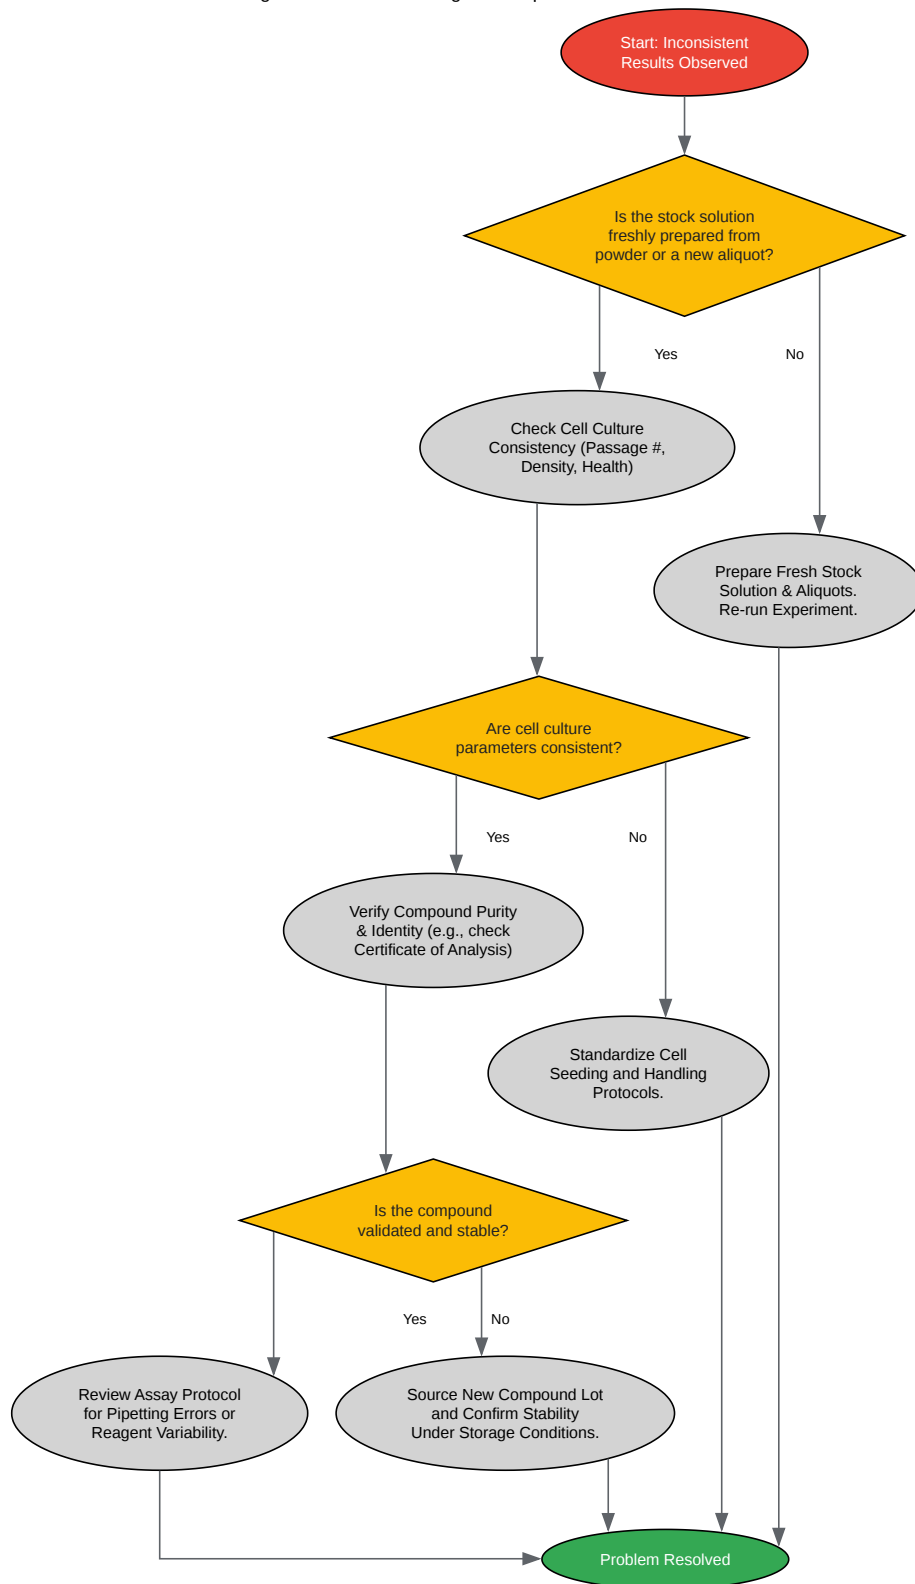 Start: Inconsistent
Results Observed
Is the stock solution
freshly prepared from
powder or a new aliquot?
Yes
No
Check Cell Culture
Consistency (Passage #,
Density, Health)
Prepare Fresh Stock
Solution & Aliquots.
Re-run Experiment.
Are cell culture
parameters consistent?
Yes
No
Verify Compound Purity
& Identity (e.g., check
Certificate of Analysis)
Standardize Cell
Seeding and Handling
Protocols.
Is the compound
validated and stable?
Yes
No
Review Assay Protocol
for Pipetting Errors or
Reagent Variability.
Source New Compound Lot
and Confirm Stability
Under Storage Conditions.
Problem Resolved